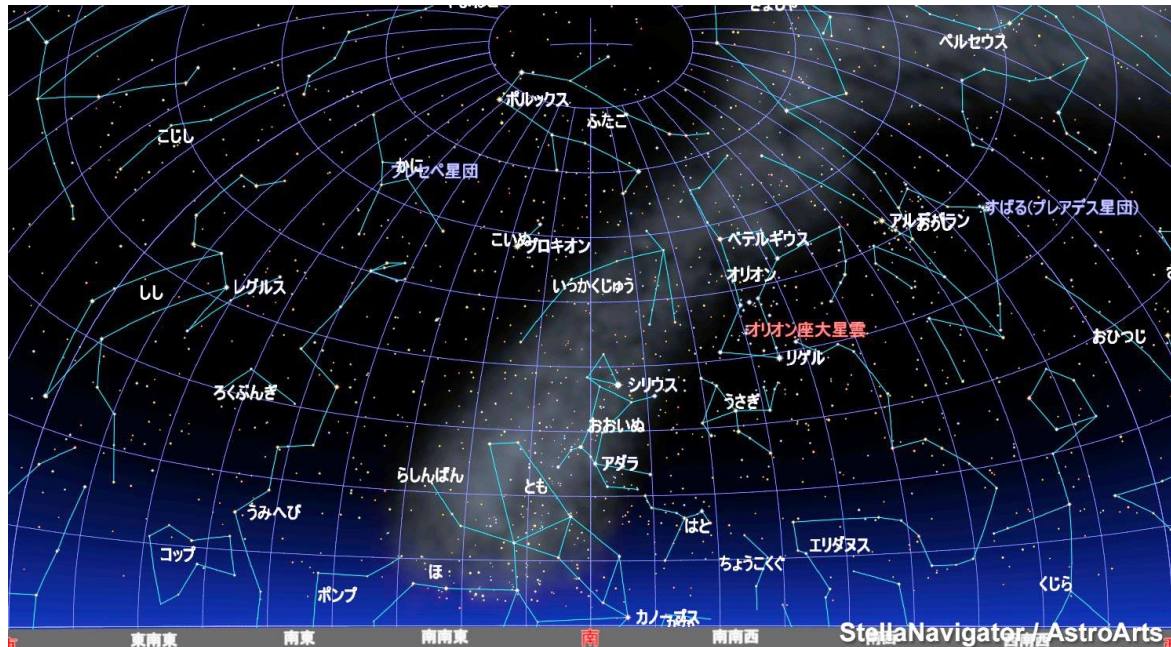 ペルセウス
ポルックス
ふたご
こじし
かに
プレセペ星団
すばる(プレアデス星団)
アルデバラン
おうし
こいぬ
プロキオン
ベテルギウス
オリオン
いっかくじゅう
しし
レグルス
オリオン座大星雲
リゲル
おひつじ
シリウス
ろくぶんぎ
うさぎ
おおいぬ
アダラ
らしんばん
とも
うみへび
はと
コップ
エリダヌス
ちょうこくぐ
ほ
ポンプ
くじら
カノープス
東南東
南東
南南東
南
南南西
南西
西南西
StellaNavigator / AstroArts